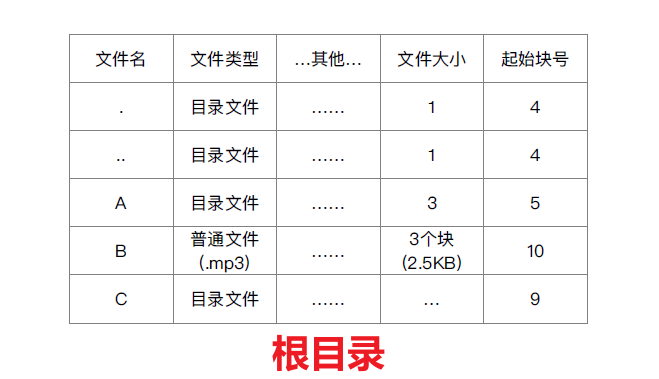 文件名 文件类型 …其他… 文件大小 起始块号
. 目录文件 …… 1 4
.. 目录文件 …… 1 4
A 目录文件 …… 3 5
B 普通文件 (.mp3) …… 3个块 (2.5KB) 10
C 目录文件 …… … 9
根目录